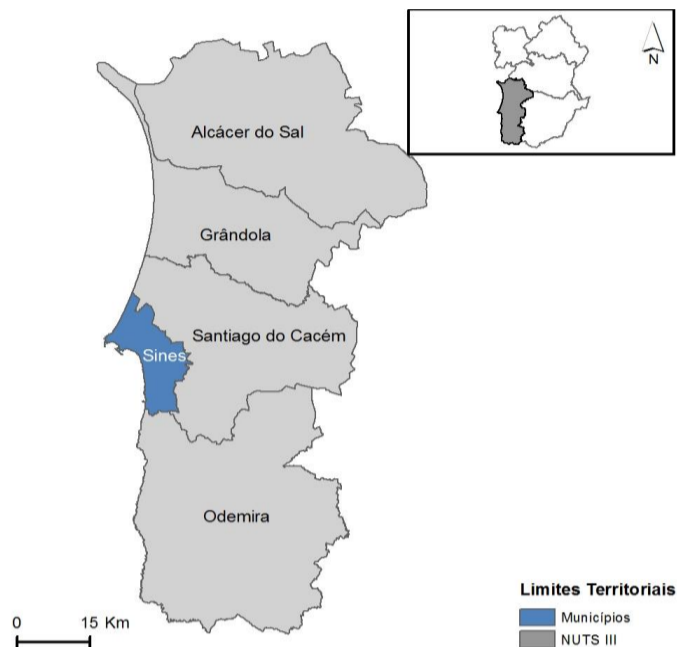 N
Alcácer do Sal
Grândola
Santiago do Cacém
Sines
Odemira
Limites Territoriais
Municípios
NUTS III
0 15 Km